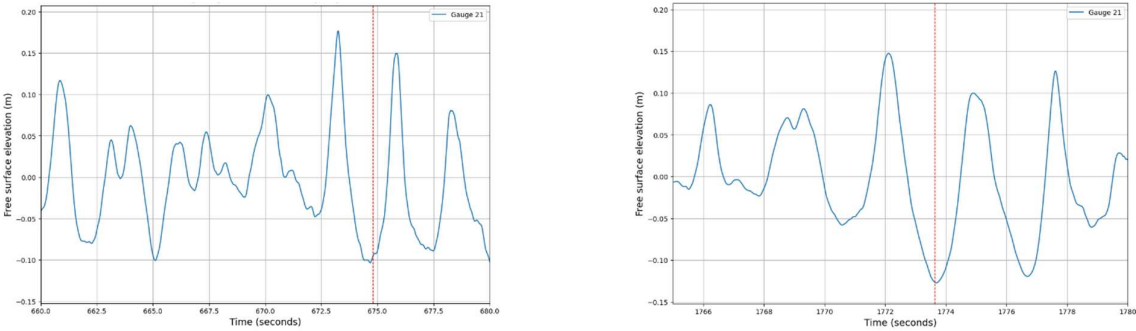 0.20
0.15
0.10
0.05
0.00
−0.05
−0.10
−0.15
Free surface elevation (m)
Gauge 21
660.0 662.5 665.0 667.5 670.0 672.5 675.0 677.5 680.0
Time (seconds)
0.20
0.15
0.10
0.05
0.00
−0.05
−0.10
−0.15
Free surface elevation (m)
Gauge 21
1766 1768 1770 1772 1774 1776 1778 1780
Time (seconds)